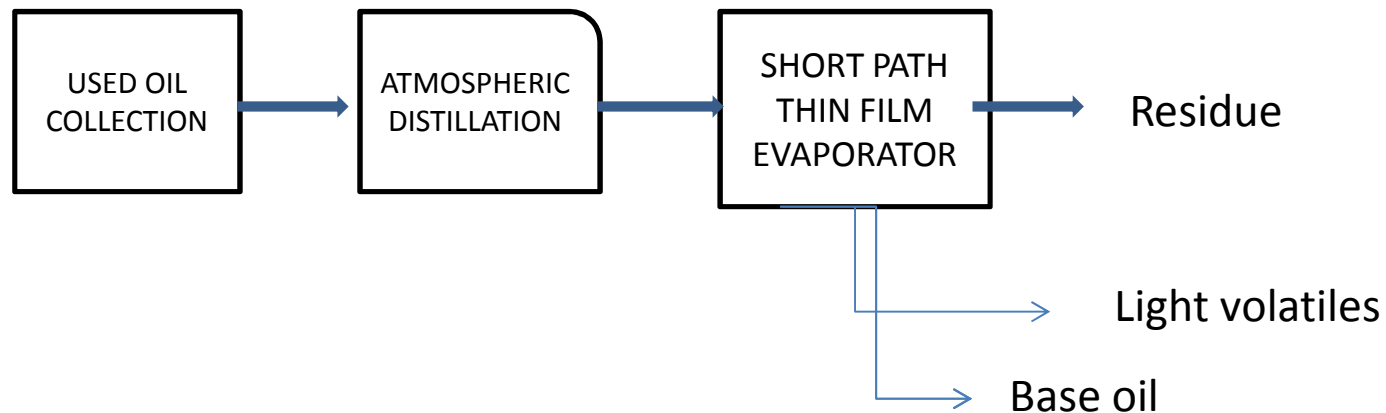 USED OIL
COLLECTION
ATMOSPHERIC
DISTILLATION
SHORT PATH
THIN FILM
EVAPORATOR
Residue
Light volatiles
Base oil